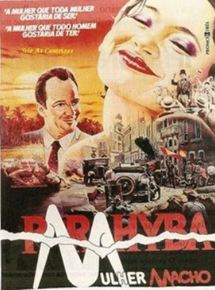 "A MULHER QUE TODA MULHER
GOSTARIA DE SER."
"A MULHER QUE TODO HOMEM
GOSTARIA DE TER."
PARAHYBA
MULHER MACHO